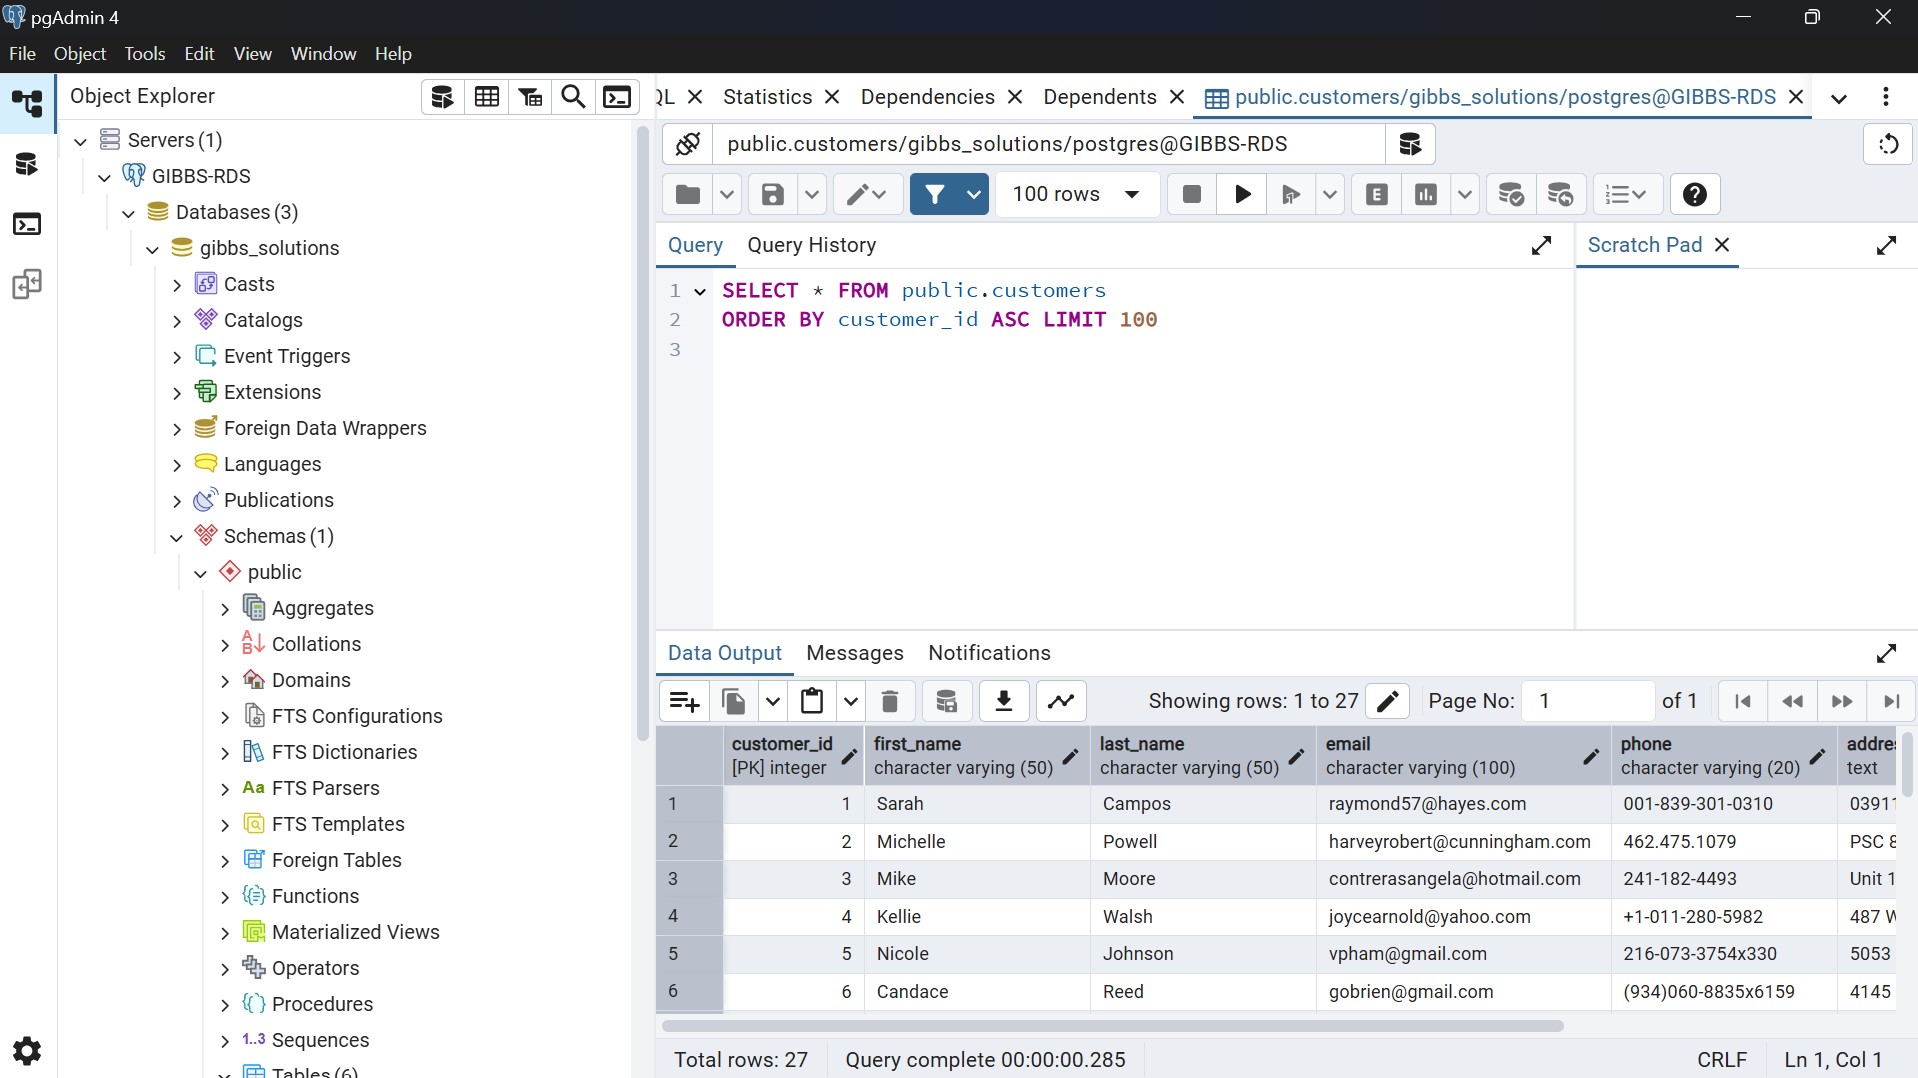 pgAdmin 4
File Object Tools Edit View Window Help
Object Explorer
Servers (1)
GIBBS-RDS
Databases (3)
gibbs_solutions
Casts
Catalogs
Event Triggers
Extensions
Foreign Data Wrappers
Languages
Publications
Schemas (1)
public
Aggregates
Collations
Domains
FTS Configurations
FTS Dictionaries
Aa FTS Parsers
FTS Templates
Foreign Tables
Functions
Materialized Views
Operators
Procedures
1..3 Sequences
Tables (6)
QL Statistics Dependencies Dependents public.customers/gibbs_solutions/postgres@GIBBS-RDS
public.customers/gibbs_solutions/postgres@GIBBS-RDS
100 rows E
Query Query History
Scratch Pad
1 SELECT * FROM public.customers
2 ORDER BY customer_id ASC LIMIT 100
3
Data Output Messages Notifications
Showing rows: 1 to 27 Page No: 1 of 1
customer_id first_name last_name email phone addre
[PK] integer character varying (50) character varying (50) character varying (100) character varying (20) text
1 1 Sarah Campos raymond57@hayes.com 001-839-301-0310 03911
2 2 Michelle Powell harveyrobert@cunningham.com 462.475.1079 PSC 8
3 3 Mike Moore contrerasangela@hotmail.com 241-182-4493 Unit 1
4 4 Kellie Walsh joycearnold@yahoo.com +1-011-280-5982 487 W
5 5 Nicole Johnson vpham@gmail.com 216-073-3754x330 5053
6 6 Candace Reed gobrien@gmail.com (934)060-8835x6159 4145
Total rows: 27 Query complete 00:00:00.285 CRLF Ln 1, Col 1